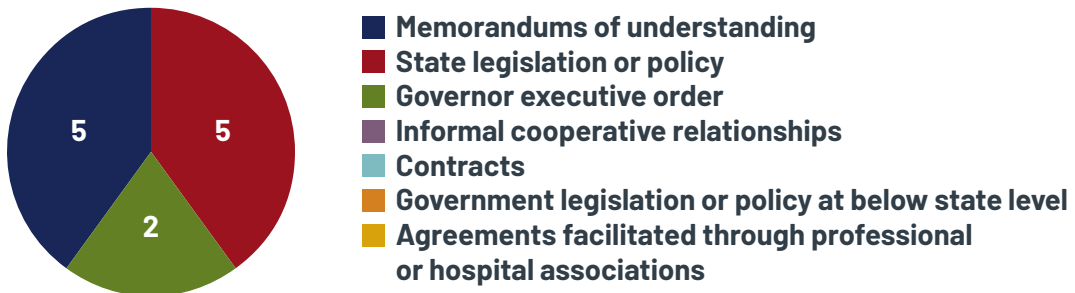 5
5
2
Memorandums of understanding
State legislation or policy
Governor executive order
Informal cooperative relationships
Contracts
Government legislation or policy at below state level
Agreements facilitated through professional
or hospital associations